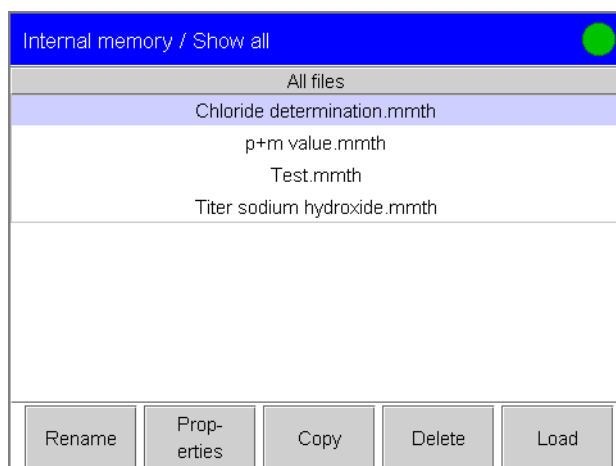 Internal memory / Show all
All files
Chloride determination.mmth
p+m value.mmth
Test.mmth
Titer sodium hydroxide.mmth
Rename
Prop-
erties
Copy
Delete
Load